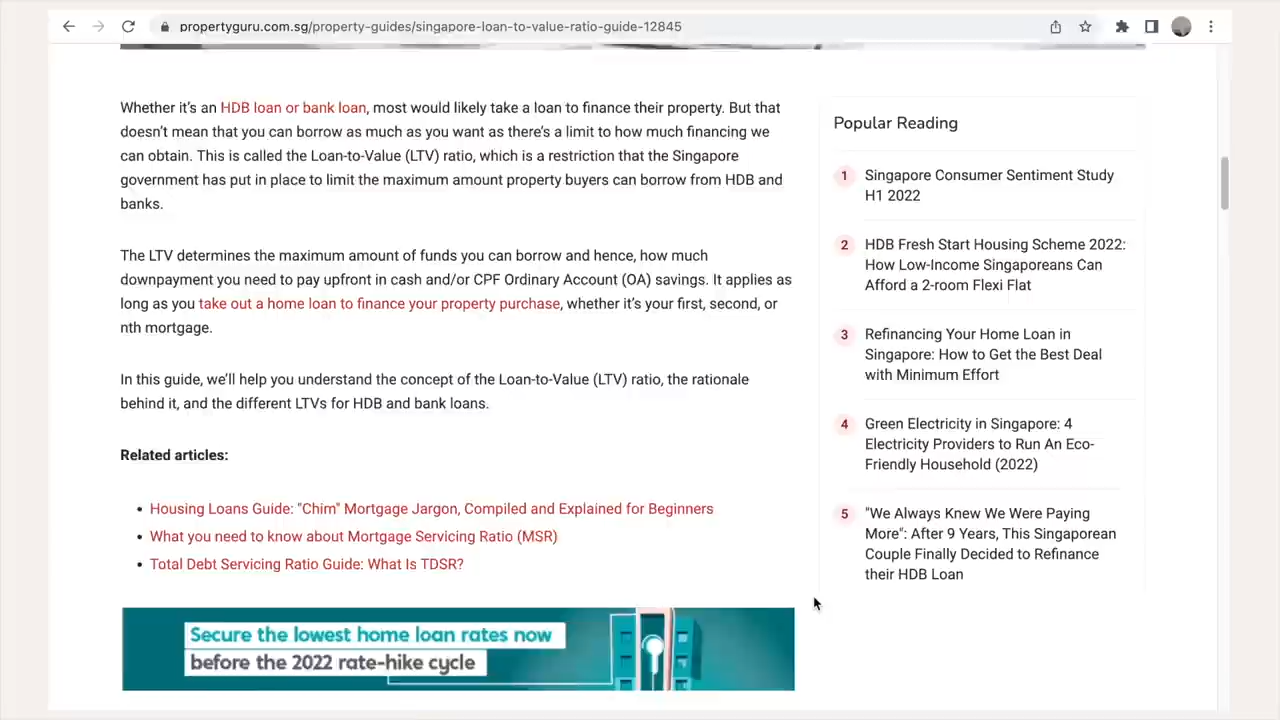 propertyguru.com.sg/property-guides/singapore-loan-to-value-ratio-guide-12845
Whether it's an HDB loan or bank loan, most would likely take a loan to finance their property. But that
doesn't mean that you can borrow as much as you want as there's a limit to how much financing we
can obtain. This is called the Loan-to-Value (LTV) ratio, which is a restriction that the Singapore
government has put in place to limit the maximum amount property buyers can borrow from HDB and
banks.
The LTV determines the maximum amount of funds you can borrow and hence, how much
downpayment you need to pay upfront in cash and/or CPF Ordinary Account (OA) savings. It applies as
long as you take out a home loan to finance your property purchase, whether it's your first, second, or
nth mortgage.
In this guide, we'll help you understand the concept of the Loan-to-Value (LTV) ratio, the rationale
behind it, and the different LTVs for HDB and bank loans.
Related articles:
• Housing Loans Guide: "Chim" Mortgage Jargon, Compiled and Explained for Beginners
• What you need to know about Mortgage Servicing Ratio (MSR)
• Total Debt Servicing Ratio Guide: What Is TDSR?
Secure the lowest home loan rates now
before the 2022 rate-hike cycle
Popular Reading
1 Singapore Consumer Sentiment Study
H1 2022
2 HDB Fresh Start Housing Scheme 2022:
How Low-Income Singaporeans Can
Afford a 2-room Flexi Flat
3 Refinancing Your Home Loan in
Singapore: How to Get the Best Deal
with Minimum Effort
4 Green Electricity in Singapore: 4
Electricity Providers to Run An Eco-
Friendly Household (2022)
5 "We Always Knew We Were Paying
More": After 9 Years, This Singaporean
Couple Finally Decided to Refinance
their HDB Loan